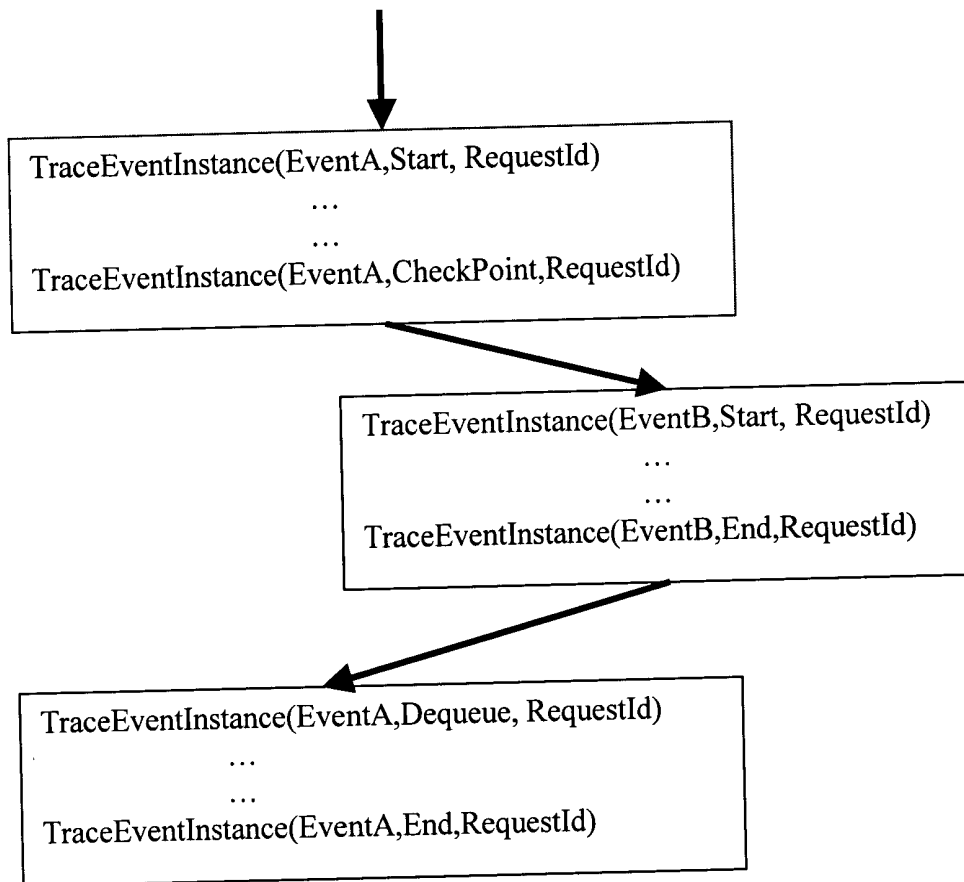 TraceEventInstance(EventA,Start, RequestId)
...
...
TraceEventInstance(EventA,CheckPoint,RequestId)
TraceEventInstance(EventB,Start, RequestId)
...
...
TraceEventInstance(EventB,End,RequestId)
TraceEventInstance(EventA,Dequeue, RequestId)
...
...
TraceEventInstance(EventA,End,RequestId)